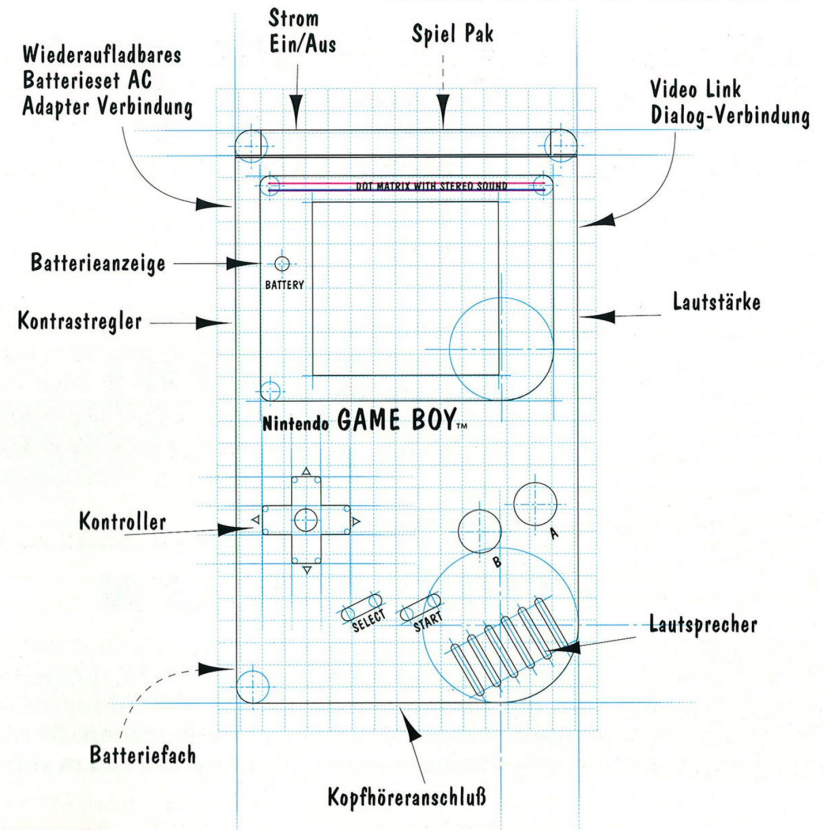 Strom
Ein/Aus
Spiel Pak
Wiederaufladbares
Batterieset AC
Adapter Verbindung
Video Link
Dialog-Verbindung
DOT MATRIX WITH STEREO SOUND
Batterieanzeige
BATTERY
Kontrastregler
Lautstärke
Nintendo GAME BOY™
Kontroller
A
B
SELECT
START
Lautsprecher
Batteriefach
Kopfhöreranschluß